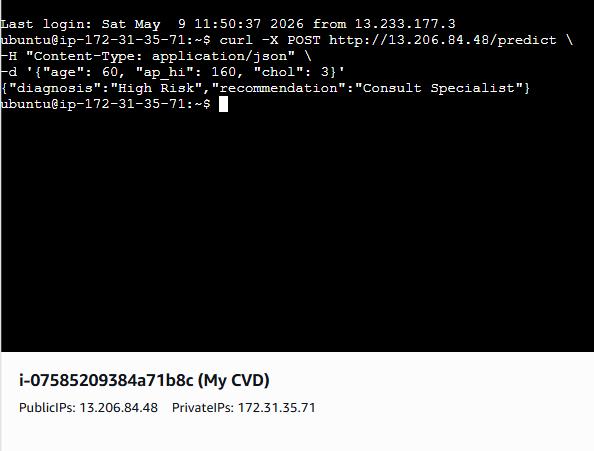 Last login: Sat May  9 11:50:37 2026 from 13.233.177.3
ubuntu@ip-172-31-35-71:~$ curl -X POST http://13.206.84.48/predict \
-H "Content-Type: application/json" \
-d '{"age": 60, "ap_hi": 160, "chol": 3}'
{"diagnosis":"High Risk","recommendation":"Consult Specialist"}
ubuntu@ip-172-31-35-71:~$
i-07585209384a71b8c (My CVD)
PublicIPs: 13.206.84.48    PrivateIPs: 172.31.35.71